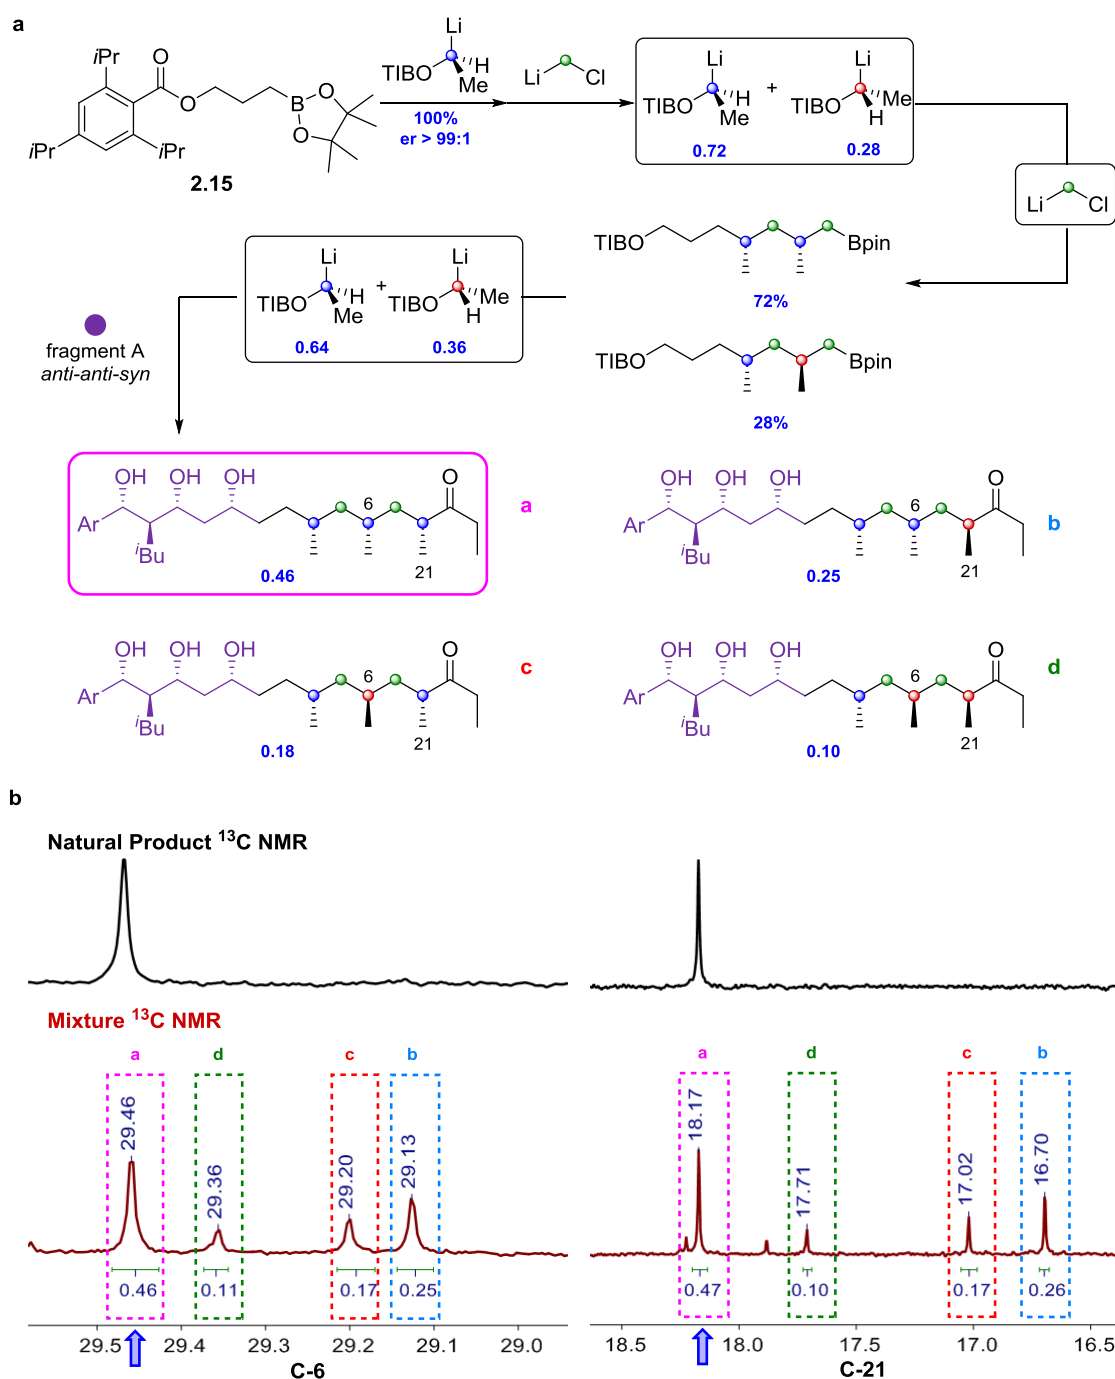 a
Li
iPr
O
O
B
O
O
iPr
iPr
2.15
TIBO
H
Me
100%
er > 99:1
Li
Cl
Li
TIBO
H
Me
0.72
+
Li
TIBO
Me
H
0.28
Li
Cl
TIBO
Bpin
72%
TIBO
Bpin
28%
Li
TIBO
H
Me
0.64
+
Li
TIBO
Me
H
0.36
fragment A
anti-anti-syn
OH OH OH
6
O
Ar
iBu
21
0.46
a
OH OH OH
6
O
Ar
iBu
21
0.25
b
OH OH OH
6
O
Ar
iBu
21
0.18
c
OH OH OH
6
O
Ar
iBu
21
0.10
d
b
Natural Product 13C NMR
Mixture 13C NMR
a d c b
29.46 29.36 29.20 29.13
0.46 0.11 0.17 0.25
29.5 29.4 29.3 29.2 29.1 29.0
C-6
a d c b
18.17 17.71 17.02 16.70
0.47 0.10 0.17 0.26
18.5 18.0 17.5 17.0 16.5
C-21